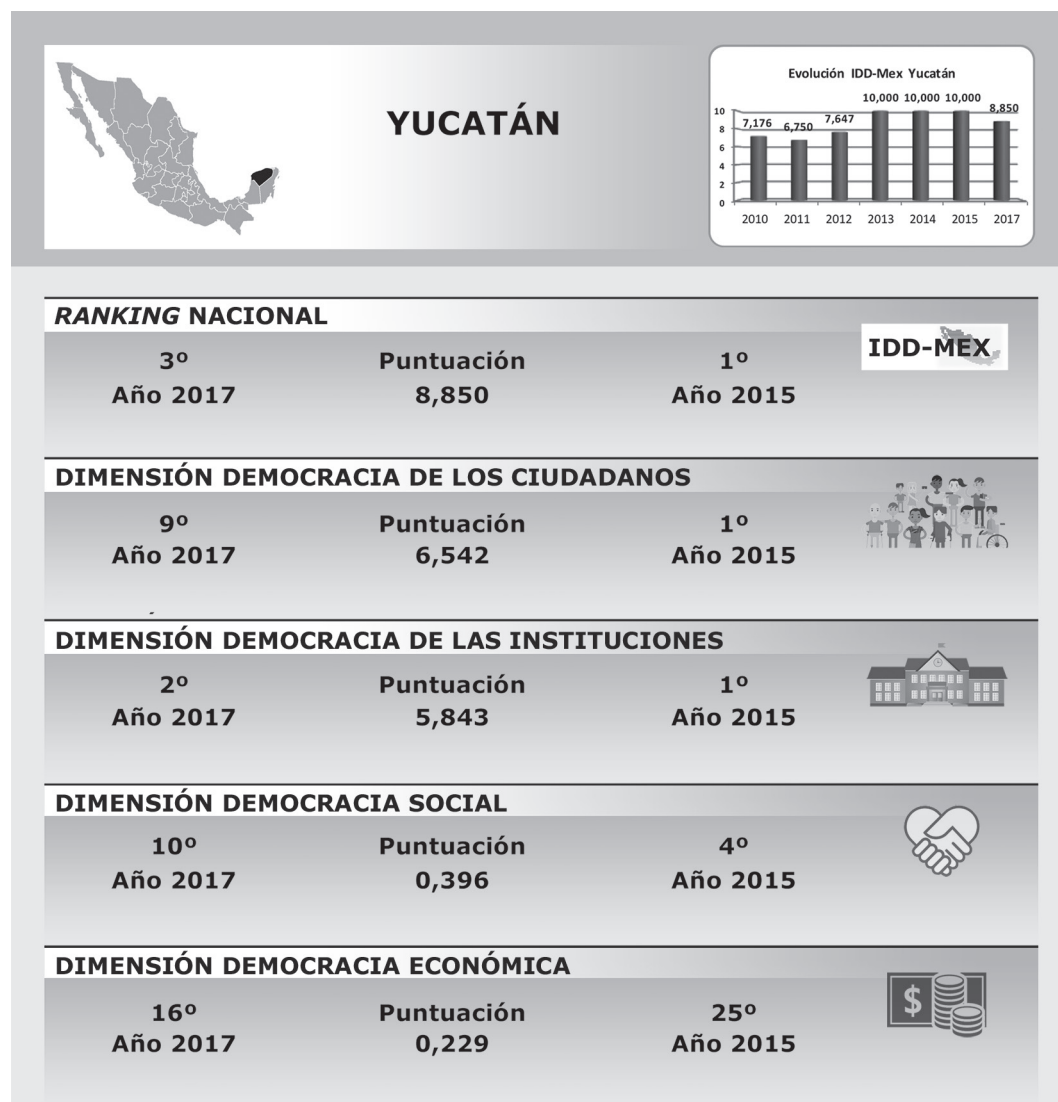 YUCATÁN
Evolución IDD-Mex Yucatán
10,000 10,000 10,000
8,850
7,176
6,750
7,647
10
8
6
4
2
0
2010 2011 2012 2013 2014 2015 2017
RANKING NACIONAL
IDD-MEX
3º Puntuación 1º
Año 2017 8,850 Año 2015
DIMENSIÓN DEMOCRACIA DE LOS CIUDADANOS
9º Puntuación 1º
Año 2017 6,542 Año 2015
DIMENSIÓN DEMOCRACIA DE LAS INSTITUCIONES
2º Puntuación 1º
Año 2017 5,843 Año 2015
DIMENSIÓN DEMOCRACIA SOCIAL
10º Puntuación 4º
Año 2017 0,396 Año 2015
DIMENSIÓN DEMOCRACIA ECONÓMICA
$
16º Puntuación 25º
Año 2017 0,229 Año 2015